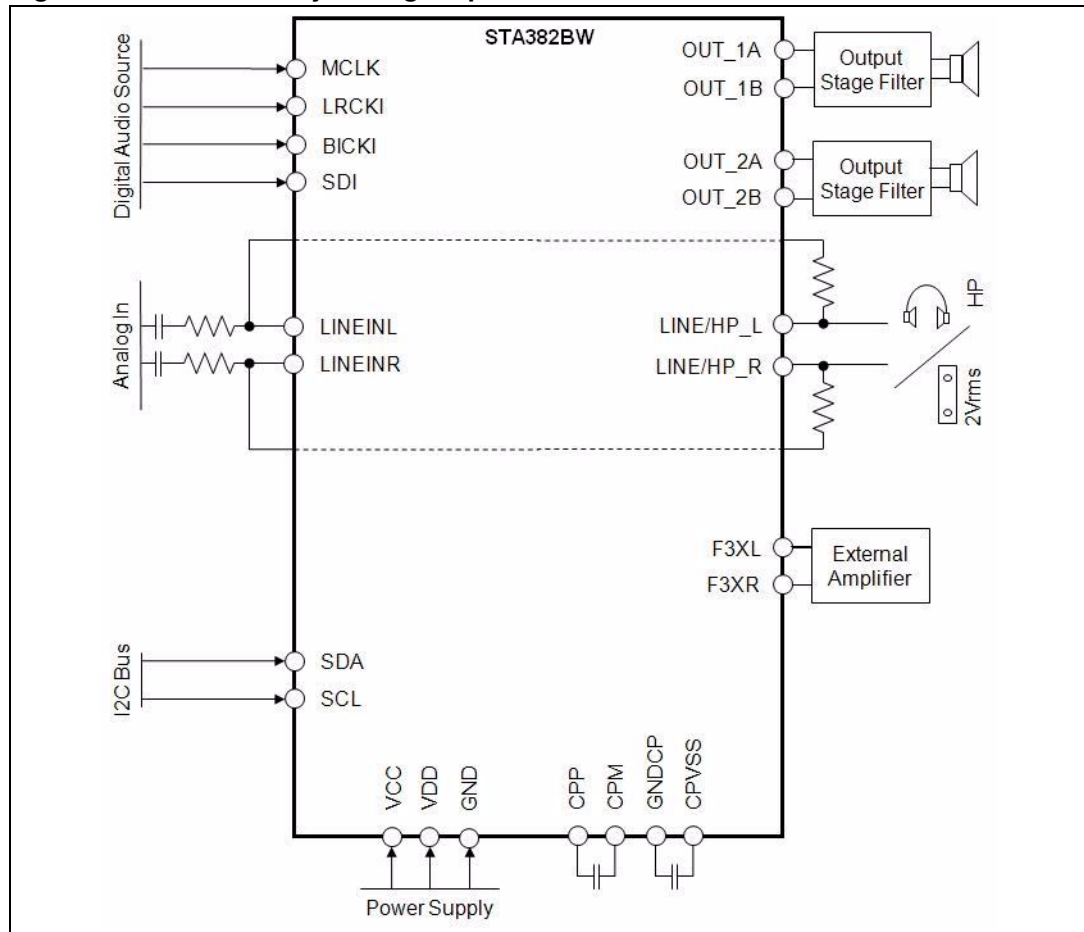 STA382BW
Digital Audio Source
MCLK
LRCKI
BICKI
SDI
OUT_1A
OUT_1B
Output
Stage Filter
OUT_2A
OUT_2B
Output
Stage Filter
Analog In
LINEINL
LINEINR
LINE/HP_L
LINE/HP_R
HP
2Vrms
F3XL
F3XR
External
Amplifier
I2C Bus
SDA
SCL
VCC
VDD
GND
CPP
CPM
GNDCP
CPVSS
Power Supply